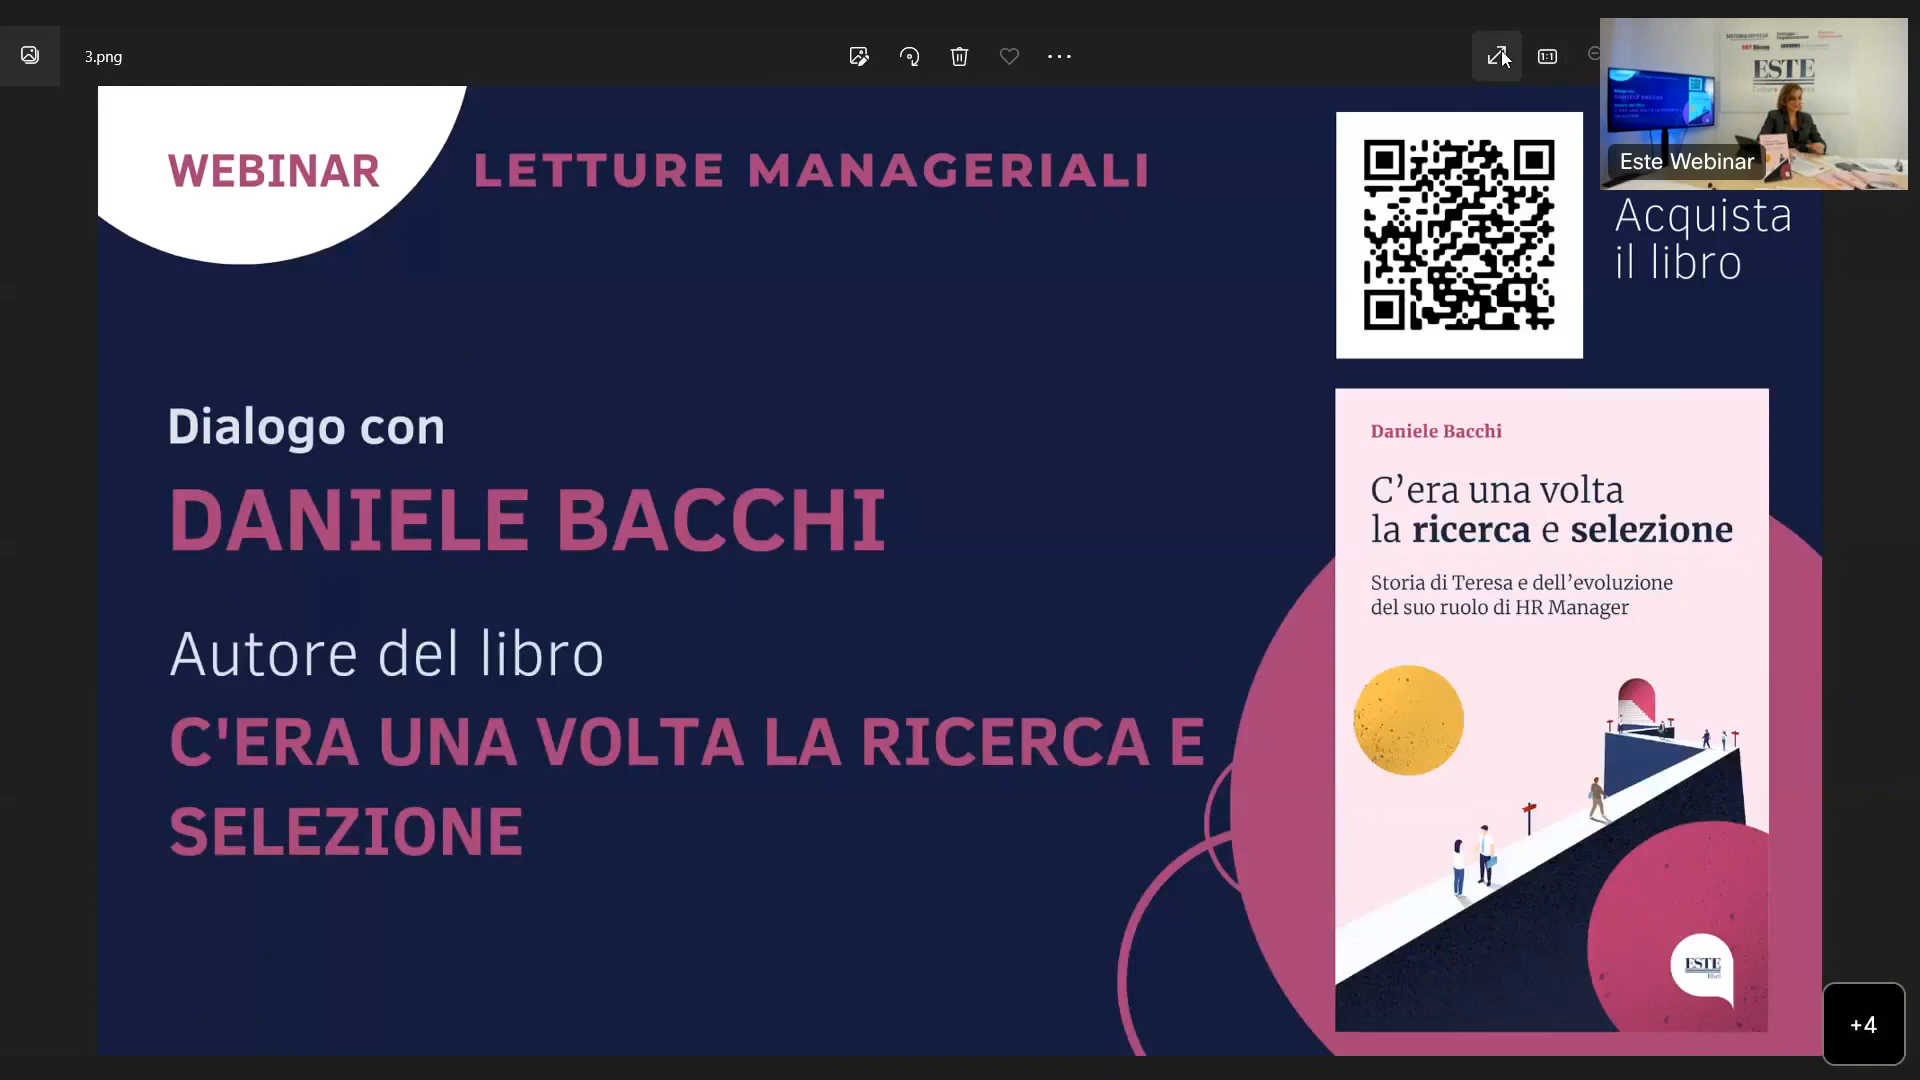 3.png
WEBINAR
LETTURE MANAGERIALI
ESTE
Este Webinar
Acquista
il libro
Dialogo con
DANIELE BACCHI
Autore del libro
C'ERA UNA VOLTA LA RICERCA E
SELEZIONE
Daniele Bacchi
C’era una volta
la ricerca e selezione
Storia di Teresa e dell’evoluzione
del suo ruolo di HR Manager
ESTE
+4